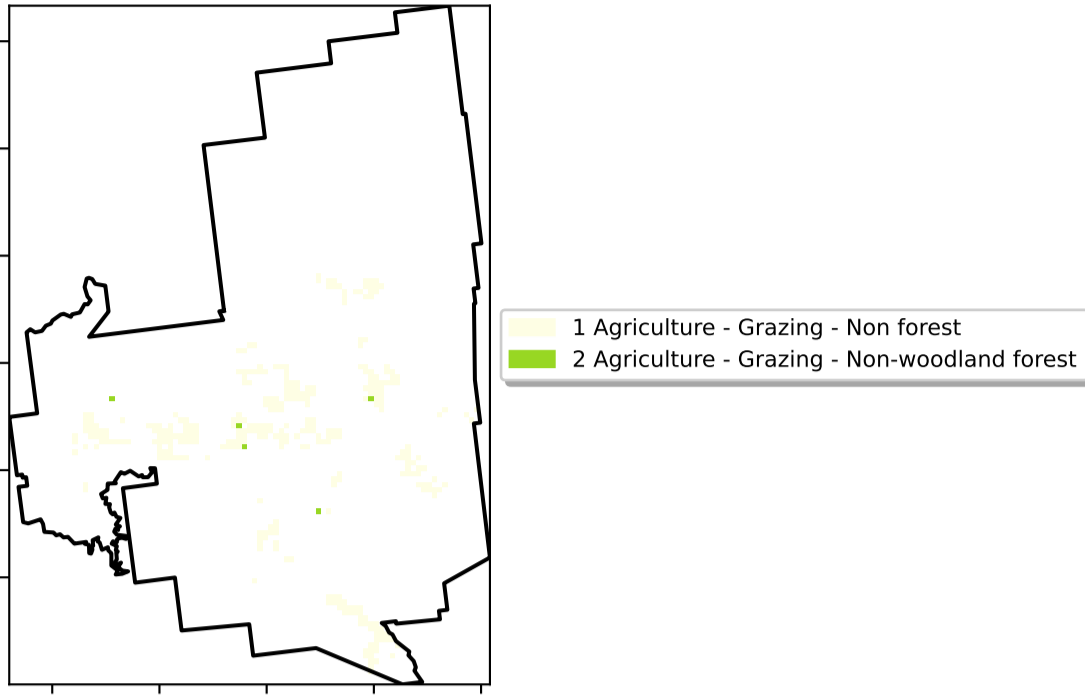 1 Agriculture - Grazing - Non forest
2 Agriculture - Grazing - Non-woodland forest